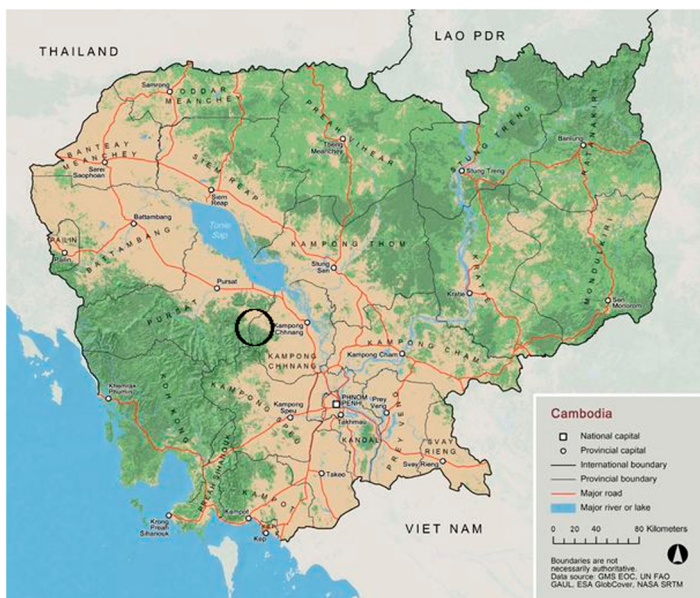 THAILAND
LAO PDR
Samrong
ODDAR
MEANCHEY
PREAH VIHEAR
Tbeng
Meanchey
STUNG TRENG
Stung Treng
Banlung
RATTANAKIRI
BANTEAY
MEANCHEY
Serei
Saophoan
SIEM REAP
Siem
Reap
Battambang
BATTAMBANG
PAILIN
Pailin
Tonle
Sap
KAMPONG THOM
Stung
Sen
KRATIE
Kratie
MONDULKIRI
Sen
Monorom
Pursat
PURSAT
Kampong
Chhnang
KAMPONG
CHHNANG
Kampong Cham
KAMPONG CHAM
Khemrak
Phumin
KOH KONG
KAMPONG SPEU
Kampong
Speu
PHNOM
PENH
Takhmau
KANDAL
Prey
Veng
PREY VENG
SVAY
RIENG
Svay Rieng
Takeo
KAMPOT
Kampot
Krong
Preah
Sihanouk
PREAH SIHANOUK
Kep
KEP
VIET NAM
Cambodia
National capital
Provincial capital
International boundary
Provincial boundary
Major road
Major river or lake
0 20 40 80 Kilometers
Boundaries are not
necessarily authoritative.
Data source: GMS EOC, UN FAO
GAUL, ESA GlobCover, NASA SRTM